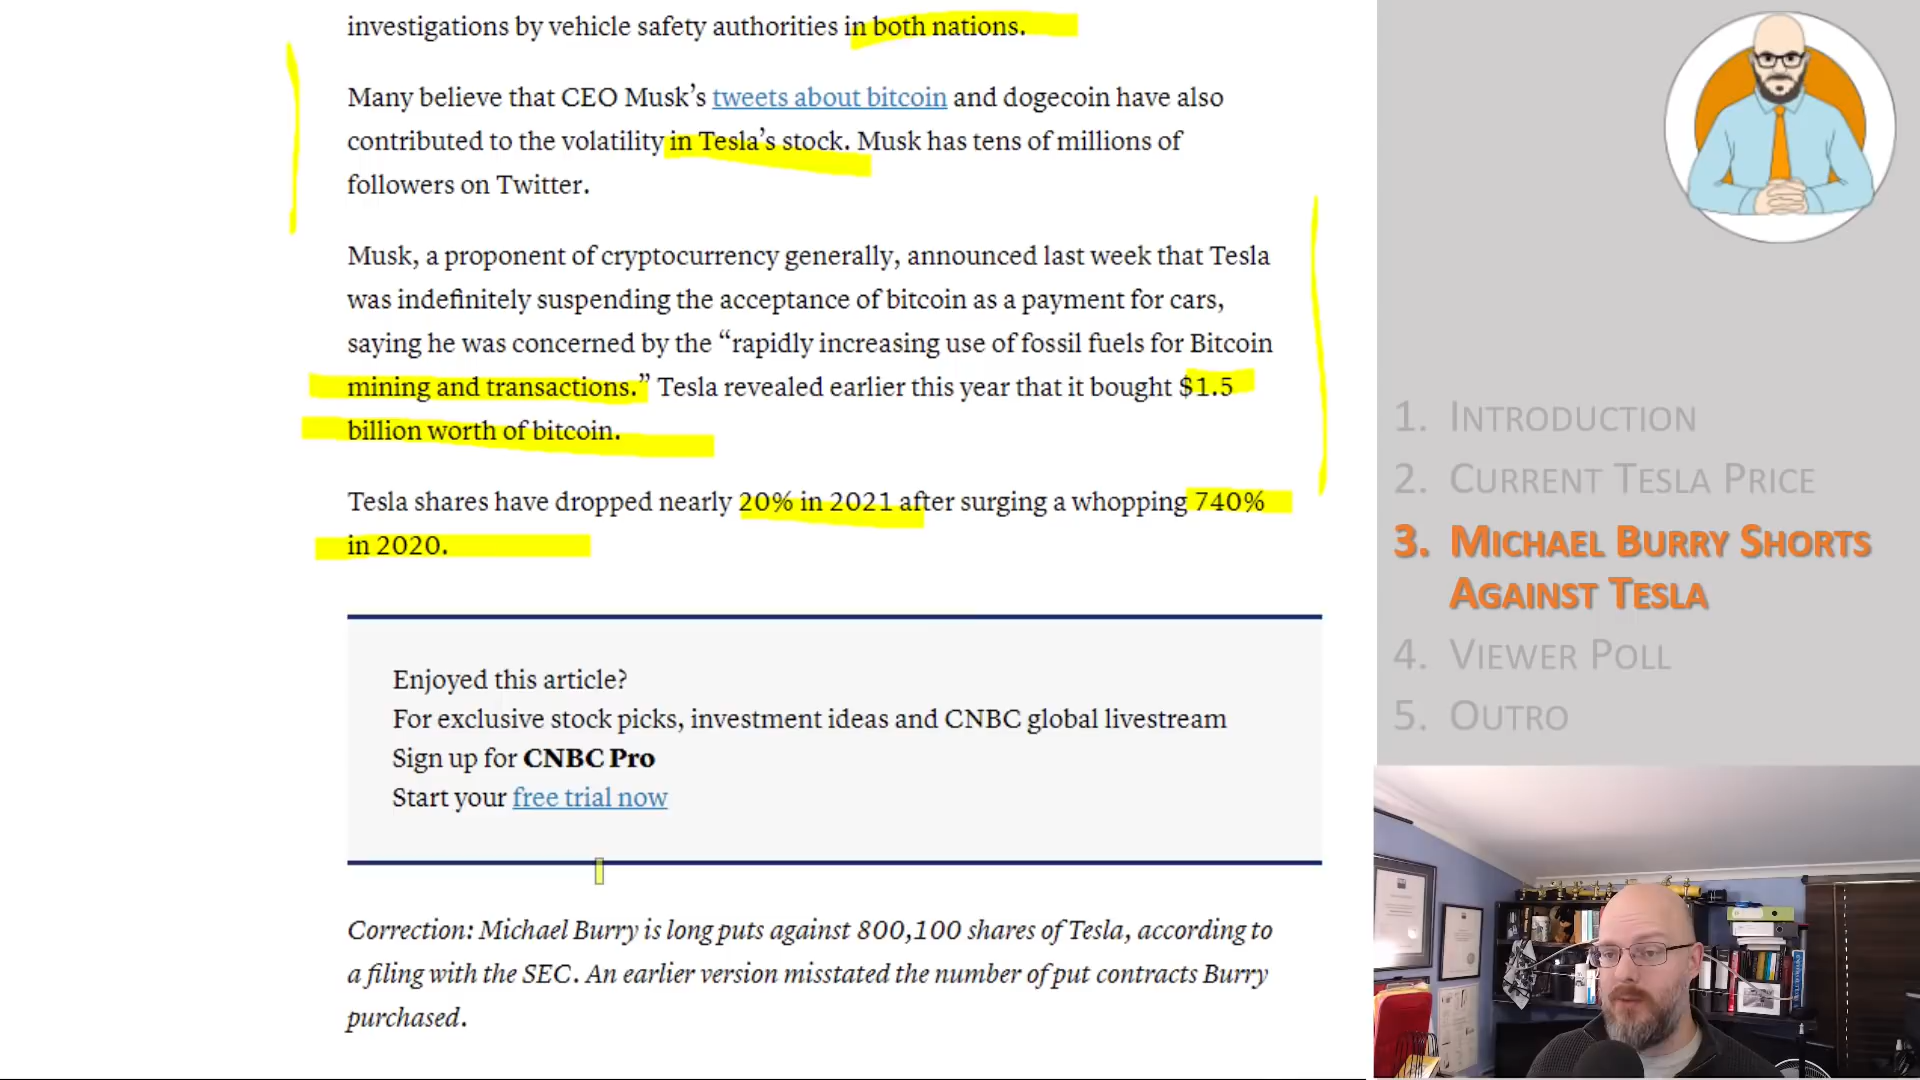 investigations by vehicle safety authorities in both nations.
Many believe that CEO Musk’s tweets about bitcoin and dogecoin have also
contributed to the volatility in Tesla’s stock. Musk has tens of millions of
followers on Twitter.
Musk, a proponent of cryptocurrency generally, announced last week that Tesla
was indefinitely suspending the acceptance of bitcoin as a payment for cars,
saying he was concerned by the “rapidly increasing use of fossil fuels for Bitcoin
mining and transactions.” Tesla revealed earlier this year that it bought $1.5
billion worth of bitcoin.
Tesla shares have dropped nearly 20% in 2021 after surging a whopping 740%
in 2020.
Enjoyed this article?
For exclusive stock picks, investment ideas and CNBC global livestream
Sign up for CNBC Pro
Start your free trial now
Correction: Michael Burry is long puts against 800,100 shares of Tesla, according to
a filing with the SEC. An earlier version misstated the number of put contracts Burry
purchased.
1. Introduction
2. Current Tesla Price
3. Michael Burry Shorts
Against Tesla
4. Viewer Poll
5. Outro